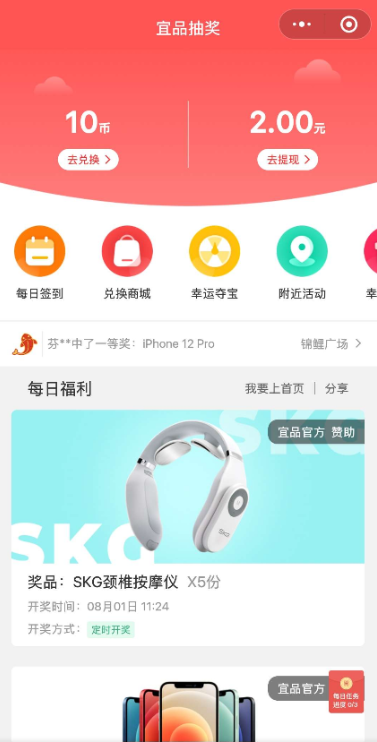 宜品抽奖
10币
2.00元
去兑换
去提现
每日签到
兑换商城
幸运夺宝
附近活动
幸
芬**中了一等奖：iPhone 12 Pro
锦鲤广场
每日福利
我要上首页 | 分享
SKG
宜品官方 赞助
SKG
SKG
奖品：SKG颈椎按摩仪 X5份
开奖时间：08月01日 11:24
开奖方式：定时开奖
宜品官方
每日任务
进度 0/3